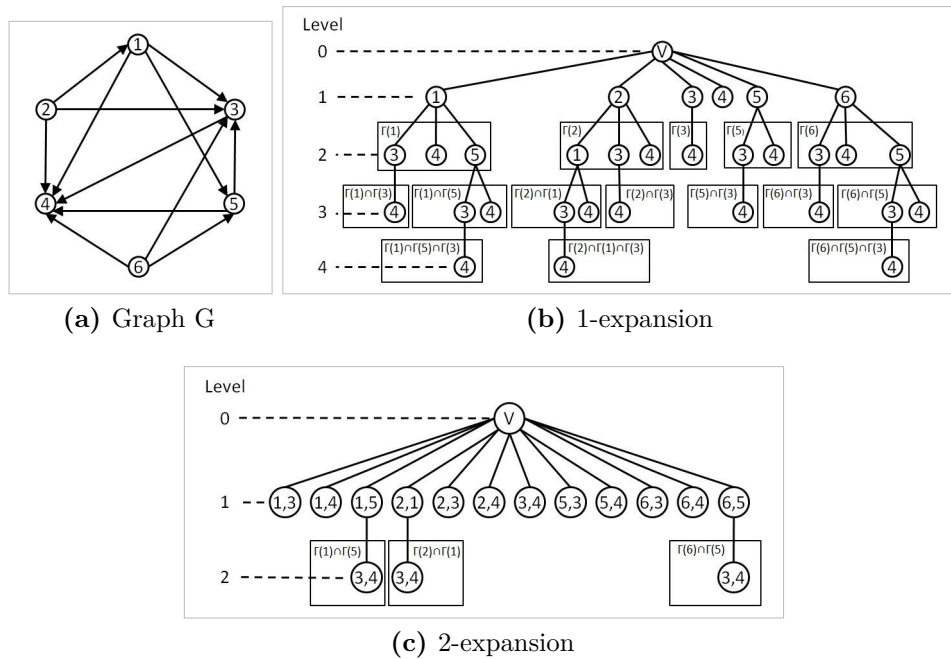 1
2
3
4
5
6
(a) Graph G
Level
0
V
1
1
2
3
4
5
6
Γ(1)
Γ(2)
Γ(3)
Γ(5)
Γ(6)
2
3
4
5
1
3
4
4
3
4
3
4
5
Γ(1)∩Γ(3)
Γ(1)∩Γ(5)
Γ(2)∩Γ(1)
Γ(2)∩Γ(3)
Γ(5)∩Γ(3)
Γ(6)∩Γ(3)
Γ(6)∩Γ(5)
3
4
3
4
3
4
4
4
4
3
4
Γ(1)∩Γ(5)∩Γ(3)
Γ(2)∩Γ(1)∩Γ(3)
Γ(6)∩Γ(5)∩Γ(3)
4
4
4
4
(b) 1-expansion
Level
0
V
1
1,3
1,4
1,5
2,1
2,3
2,4
3,4
5,3
5,4
6,3
6,4
6,5
Γ(1)∩Γ(5)
Γ(2)∩Γ(1)
Γ(6)∩Γ(5)
2
3,4
3,4
3,4
(c) 2-expansion